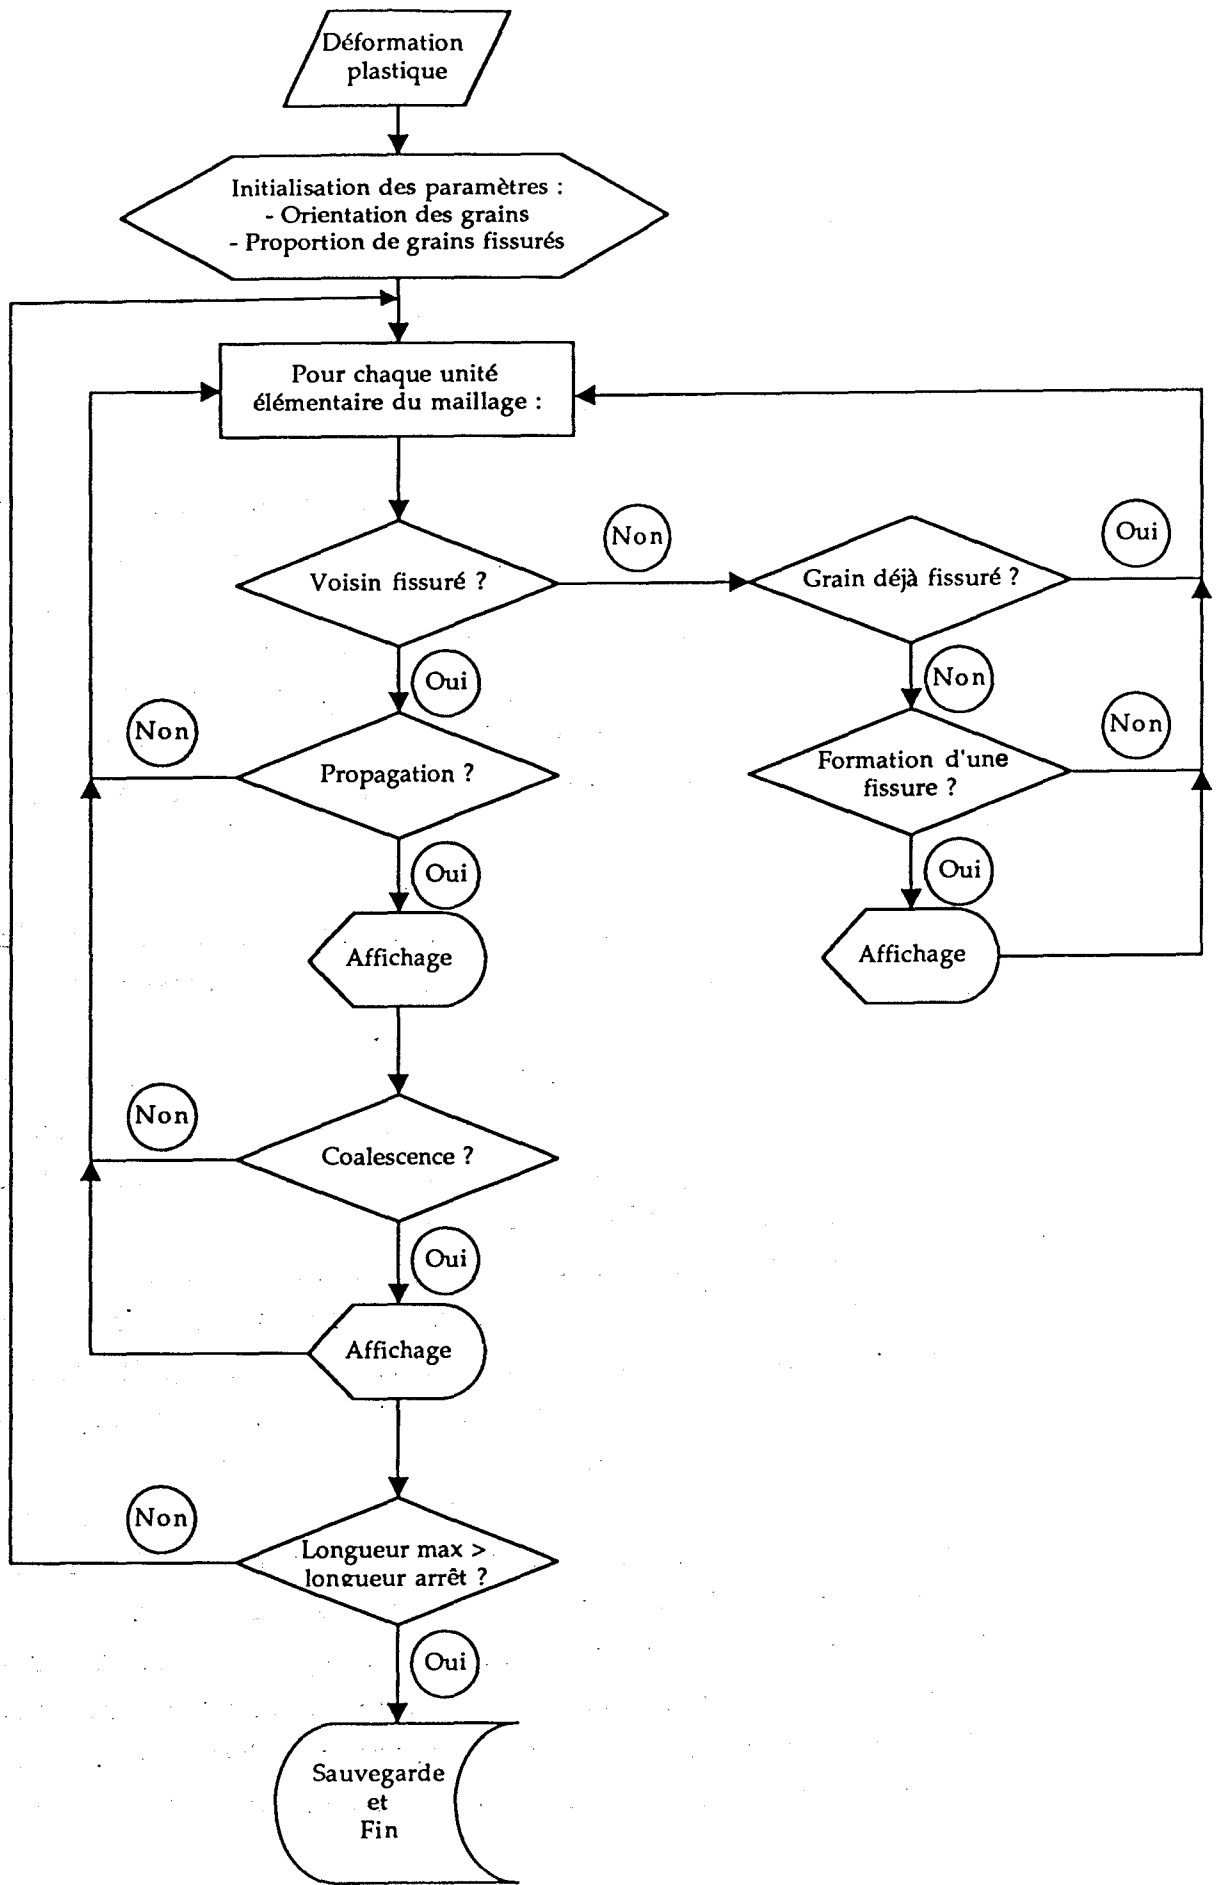 Déformation
plastique
Initialisation des paramètres :
- Orientation des grains
- Proportion de grains fissurés
Pour chaque unité
élémentaire du maillage :
Voisin fissuré ?
Non
Grain déjà fissuré ?
Oui
Oui
Non
Non
Propagation ?
Formation d'une
fissure ?
Non
Oui
Oui
Affichage
Affichage
Non
Coalescence ?
Oui
Affichage
Non
Longueur max >
longueur arrêt ?
Oui
Sauvegarde
et
Fin